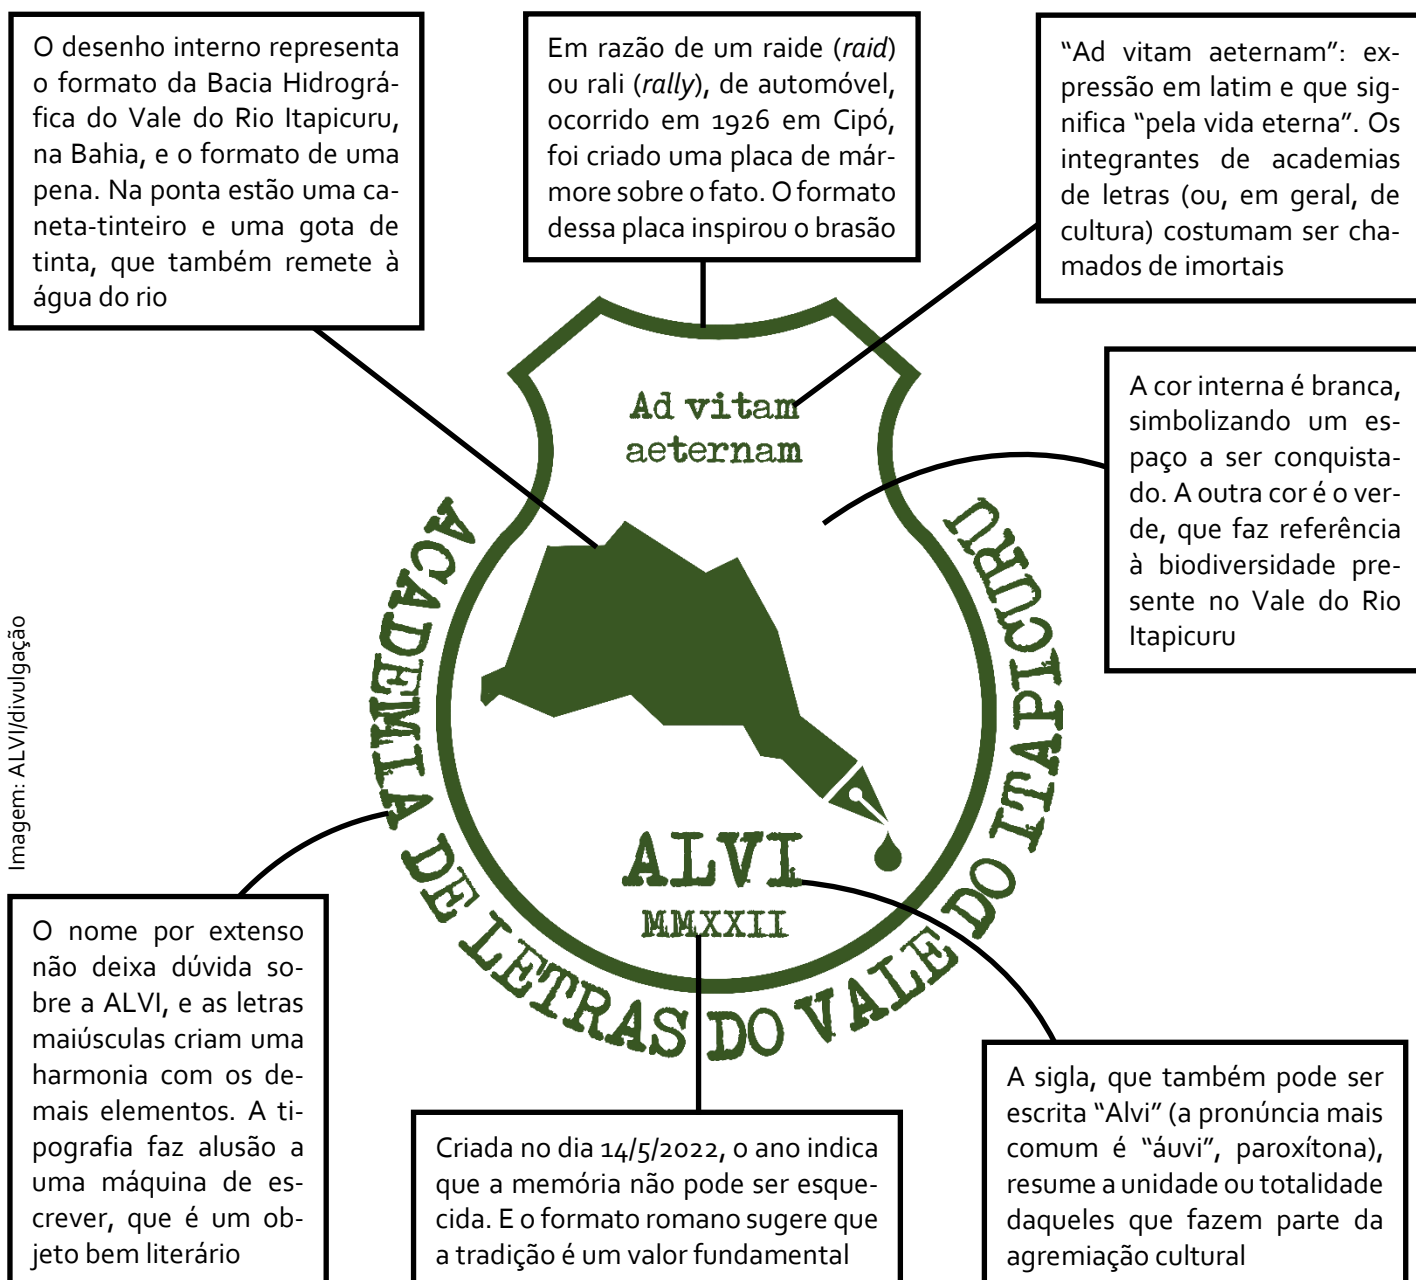 O desenho interno representa
o formato da Bacia Hidrográ-
fica do Vale do Rio Itapicuru,
na Bahia, e o formato de uma
pena. Na ponta estão uma ca-
neta-tinteiro e uma gota de
tinta, que também remete à
água do rio
Em razão de um raide (raid)
ou rali (rally), de automóvel,
ocorrido em 1926 em Cipó,
foi criado uma placa de már-
more sobre o fato. O formato
dessa placa inspirou o brasão
“Ad vitam aeternam”: ex-
pressão em latim e que sig-
nifica “pela vida eterna”. Os
integrantes de academias
de letras (ou, em geral, de
cultura) costumam ser cha-
mados de imortais
A cor interna é branca,
simbolizando um es-
paço a ser conquista-
do. A outra cor é o ver-
de, que faz referência
à biodiversidade pre-
sente no Vale do Rio
Itapicuru
Ad vitam
aeternam
ACADEMIA DE LETRAS DO VALE DO ITAPICURU
ALVI
MMXXII
Imagem: ALVI/divulgação
O nome por extenso
não deixa dúvida so-
bre a ALVI, e as letras
maiúsculas criam uma
harmonia com os de-
mais elementos. A ti-
pografia faz alusão a
uma máquina de es-
crever, que é um ob-
jeto bem literário
Criada no dia 14/5/2022, o ano indica
que a memória não pode ser esque-
cida. E o formato romano sugere que
a tradição é um valor fundamental
A sigla, que também pode ser
escrita “Alvi” (a pronúncia mais
comum é “áuvi”, paroxítona),
resume a unidade ou totalidade
daqueles que fazem parte da
agremiação cultural